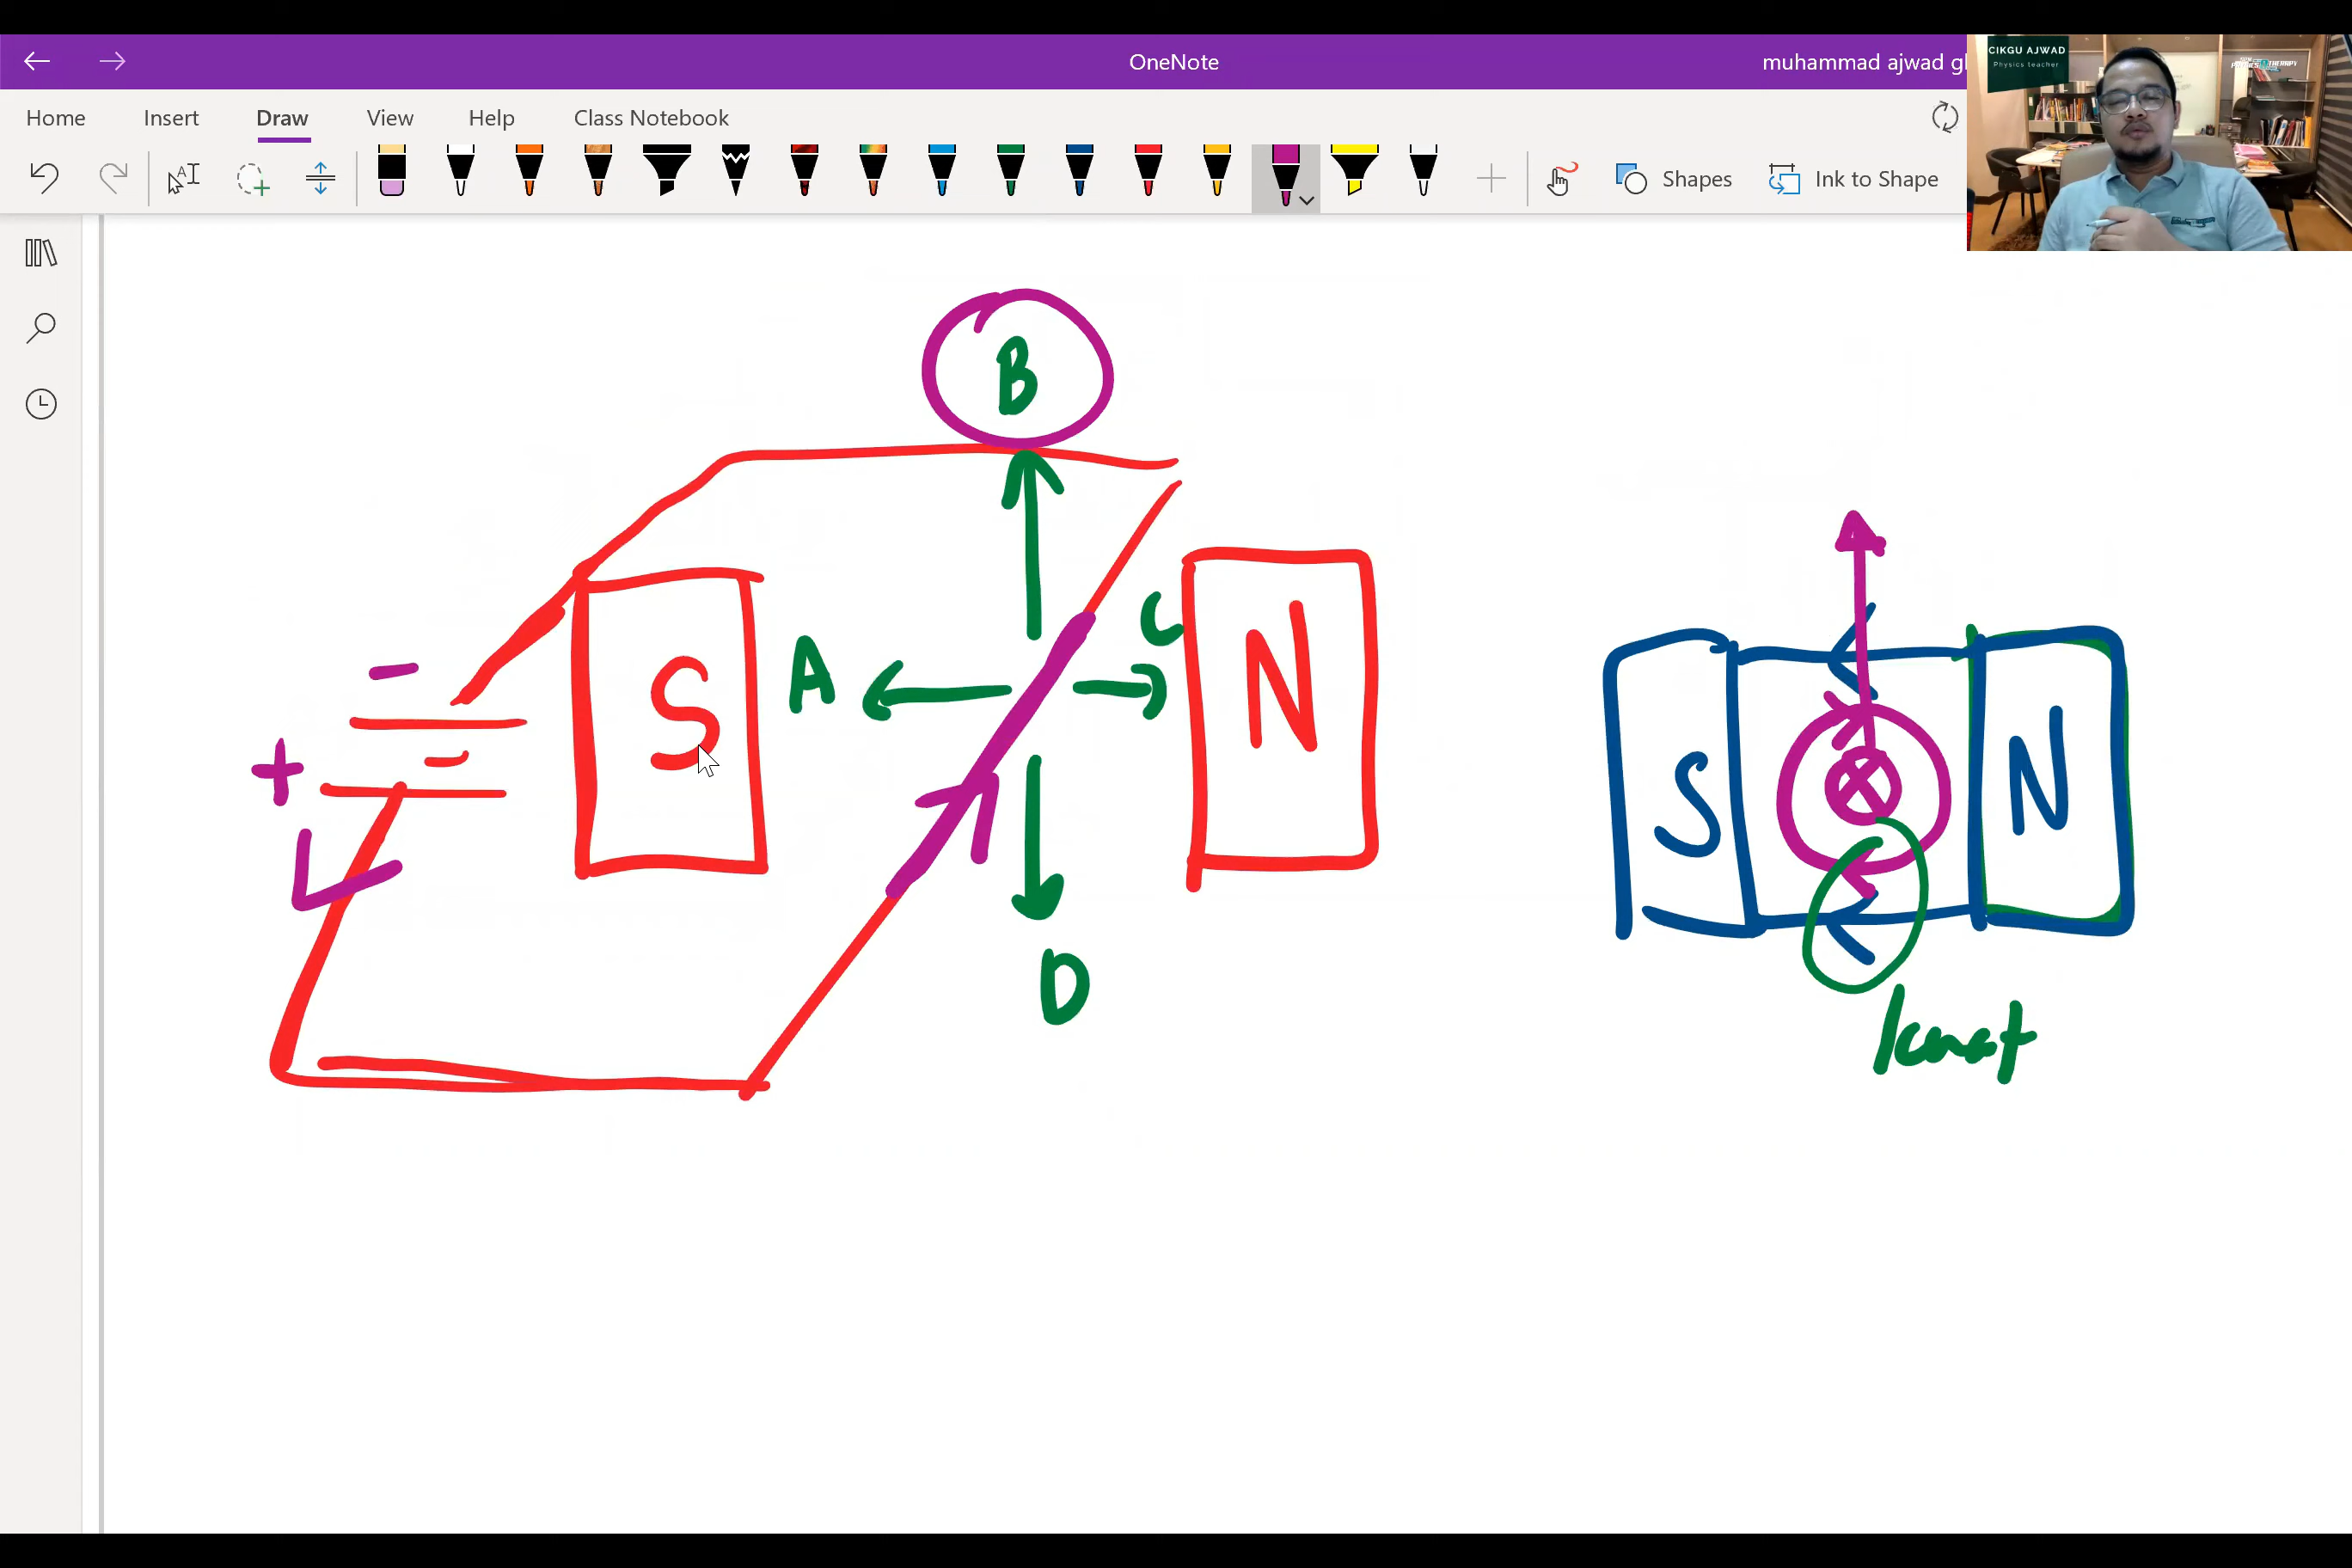 OneNote
muhammad ajwad gl
CIKGU AJWAD
Physics teacher
Home Insert Draw View Help Class Notebook
Shapes Ink to Shape
B
S A C N
-
+
D
S N
kuat